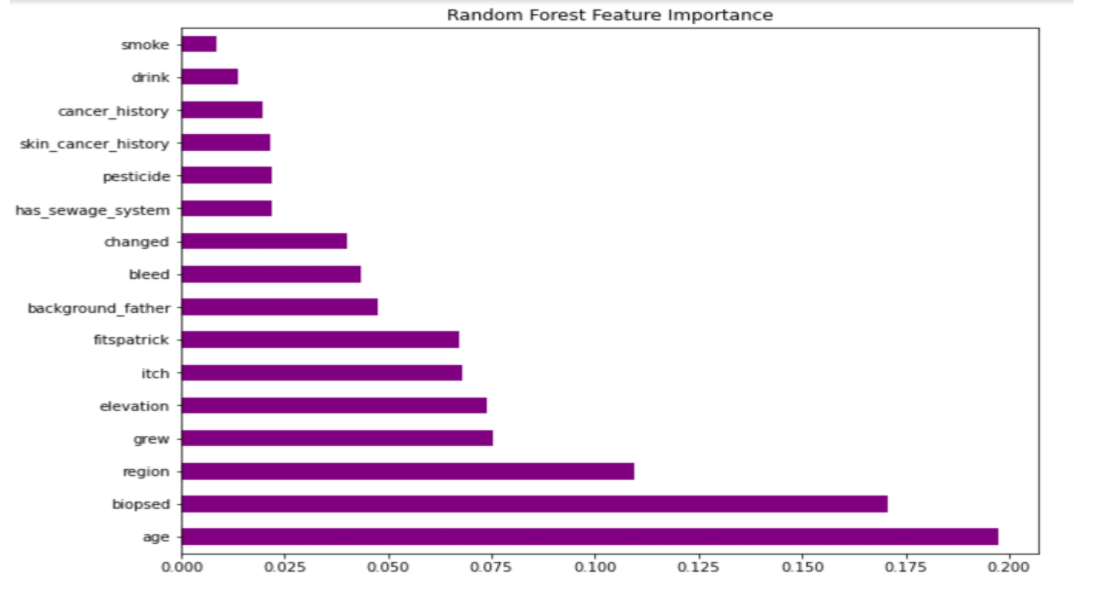 Random Forest Feature Importance
smoke
drink
cancer_history
skin_cancer_history
pesticide
has_sewage_system
changed
bleed
background_father
fitspatrick
itch
elevation
grew
region
biopsed
age
0.000 0.025 0.050 0.075 0.100 0.125 0.150 0.175 0.200